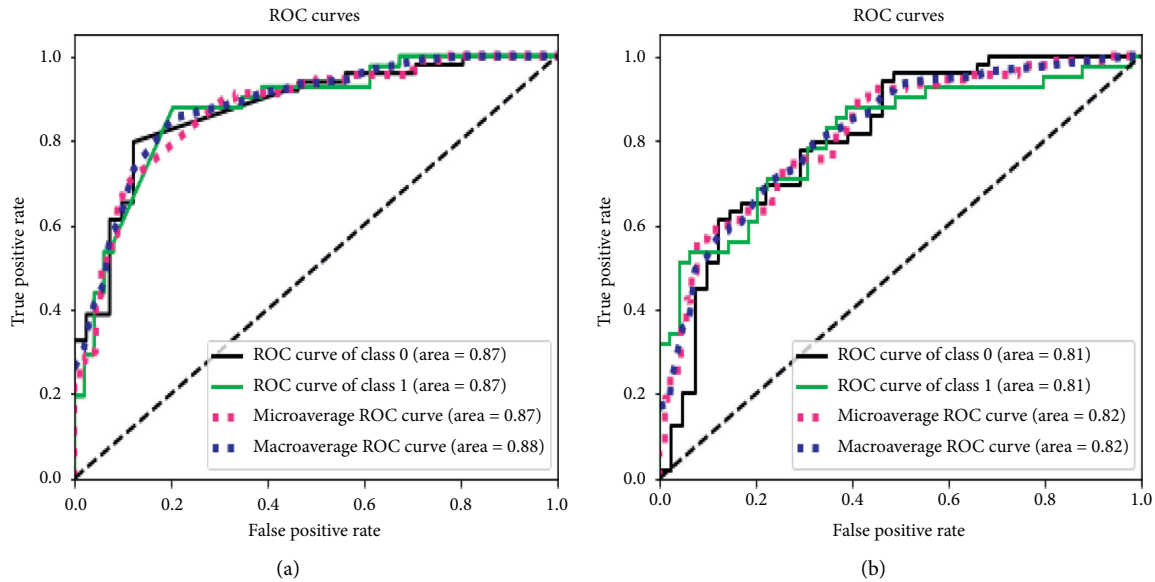 ROC curves
1.0
0.8
0.6
0.4
0.2
0.0
True positive rate
ROC curve of class 0 (area = 0.87)
ROC curve of class 1 (area = 0.87)
Microaverage ROC curve (area = 0.87)
Macroaverage ROC curve (area = 0.88)
0.0 0.2 0.4 0.6 0.8 1.0
False positive rate
(a)
ROC curves
1.0
0.8
0.6
0.4
0.2
0.0
True positive rate
ROC curve of class 0 (area = 0.81)
ROC curve of class 1 (area = 0.81)
Microaverage ROC curve (area = 0.82)
Macroaverage ROC curve (area = 0.82)
0.0 0.2 0.4 0.6 0.8 1.0
False positive rate
(b)